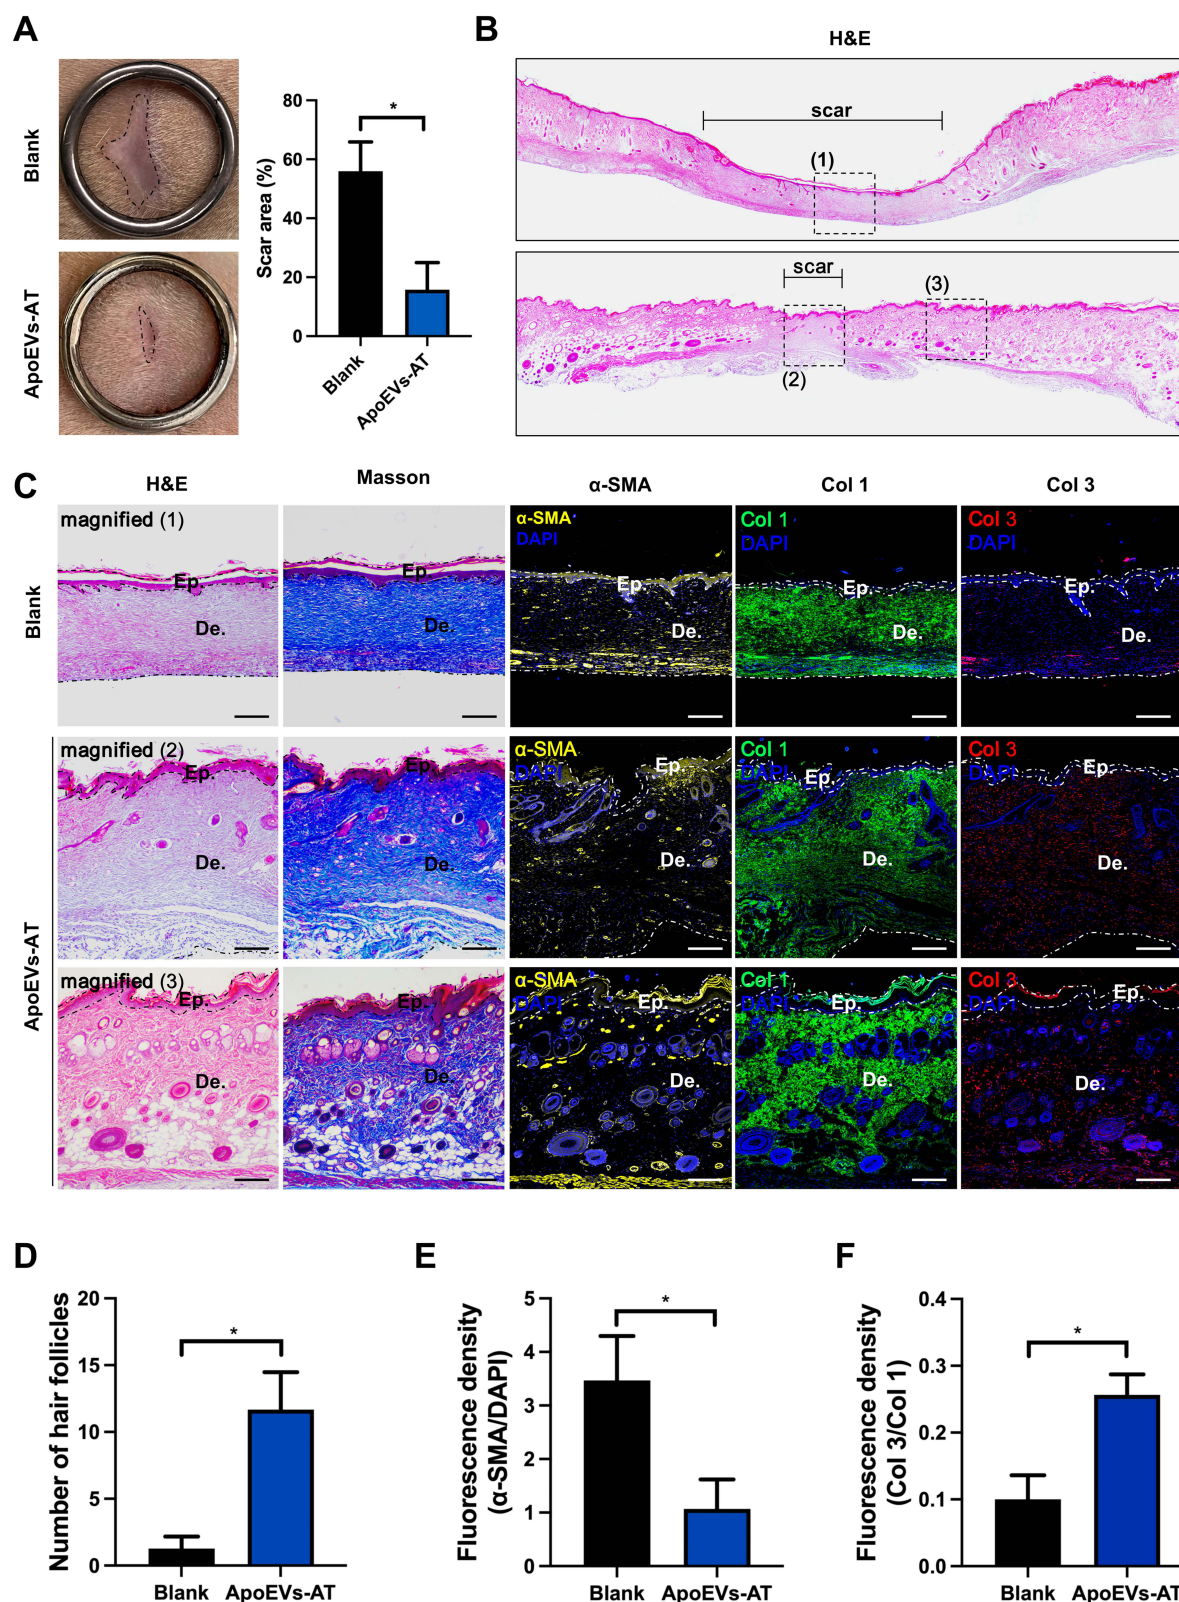 A
Blank
ApoEVs-AT
Scar area (%)
80
60
40
20
0
*
Blank
ApoEVs-AT
B
H&E
scar
(1)
scar
(3)
(2)
C
H&E
Masson
α-SMA
Col 1
Col 3
Blank
magnified (1)
Ep.
De.
Ep.
De.
α-SMA
DAPI
Ep.
De.
Col 1
DAPI
Ep.
De.
Col 3
DAPI
Ep.
De.
ApoEVs-AT
magnified (2)
Ep.
De.
Ep.
De.
α-SMA
DAPI
Ep.
De.
Col 1
DAPI
Ep.
De.
Col 3
DAPI
Ep.
De.
magnified (3)
Ep.
De.
Ep.
De.
α-SMA
DAPI
Ep.
De.
Col 1
DAPI
Ep.
De.
Col 3
DAPI
Ep.
De.
D
Number of hair follicles
20
15
10
5
0
*
Blank
ApoEVs-AT
E
Fluorescence density
(α-SMA/DAPI)
5
4
3
2
1
0
*
Blank
ApoEVs-AT
F
Fluorescence density
(Col 3/Col 1)
0.4
0.3
0.2
0.1
0.0
*
Blank
ApoEVs-AT